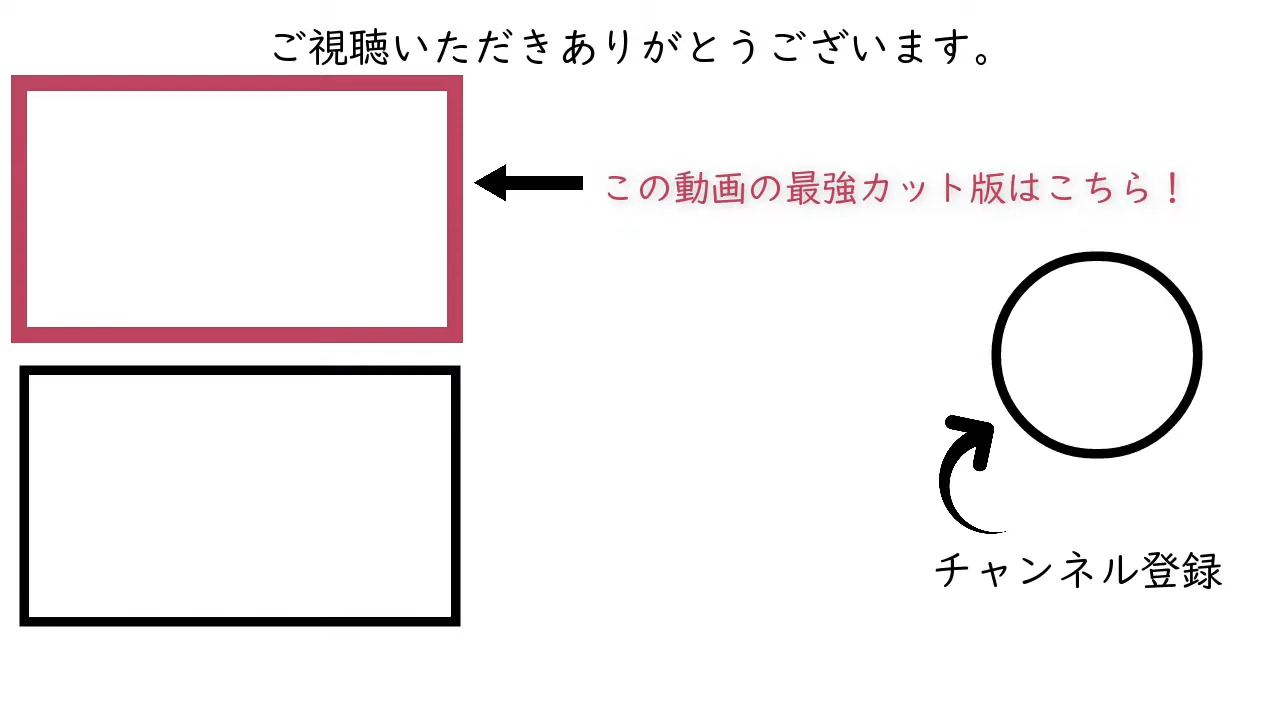 ご視聴いただきありがとうございます。
この動画の最強カット版はこちら！
チャンネル登録